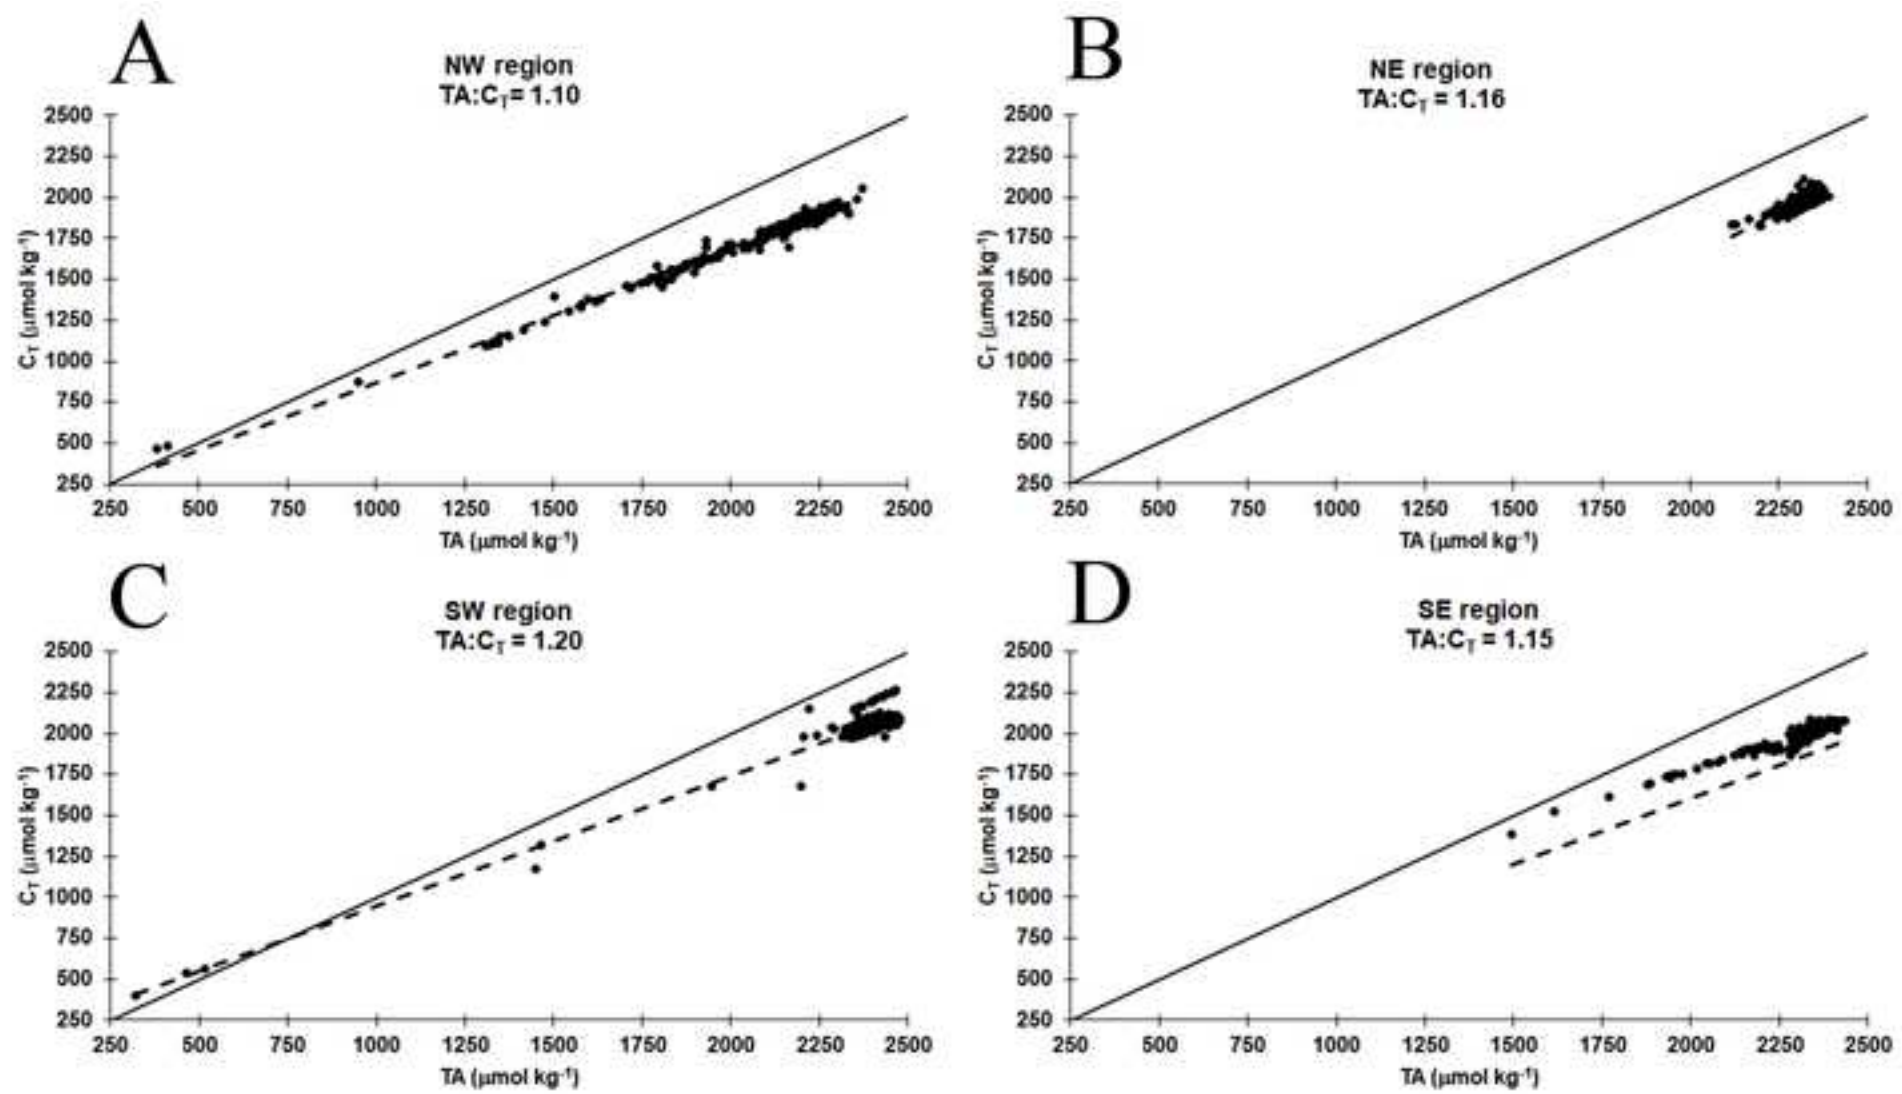 A
NW region
TA:CT= 1.10
2500
2250
2000
1750
1500
1250
1000
750
500
250
CT (μmol kg-1)
250 500 750 1000 1250 1500 1750 2000 2250 2500
TA (μmol kg-1)
B
NE region
TA:CT = 1.16
2500
2250
2000
1750
1500
1250
1000
750
500
250
CT (μmol kg-1)
250 500 750 1000 1250 1500 1750 2000 2250 2500
TA (μmol kg-1)
C
SW region
TA:CT = 1.20
2500
2250
2000
1750
1500
1250
1000
750
500
250
CT (μmol kg-1)
250 500 750 1000 1250 1500 1750 2000 2250 2500
TA (μmol kg-1)
D
SE region
TA:CT = 1.15
2500
2250
2000
1750
1500
1250
1000
750
500
250
CT (μmol kg-1)
250 500 750 1000 1250 1500 1750 2000 2250 2500
TA (μmol kg-1)